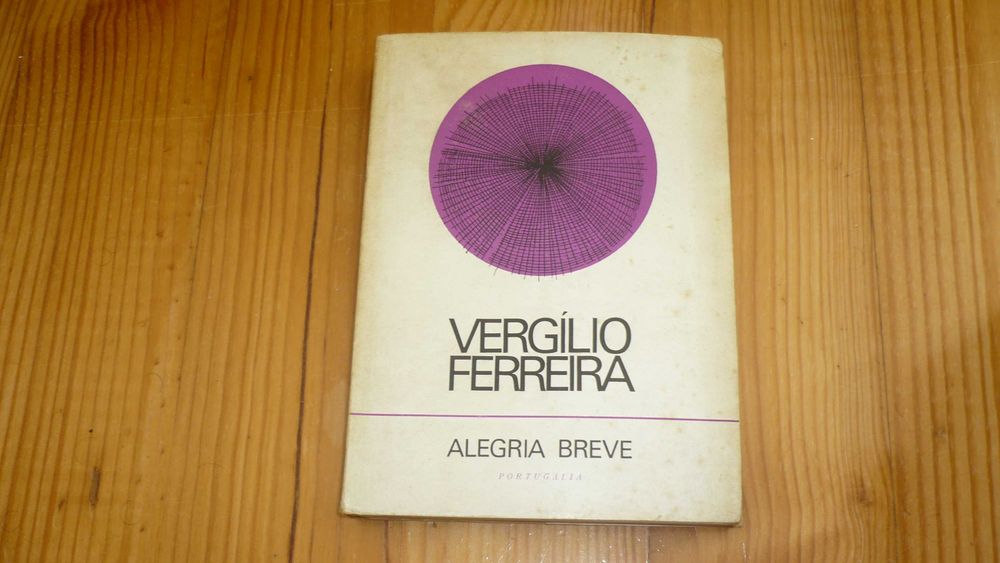 VERGÍLIO
FERREIRA
ALEGRIA BREVE
PORTUGÁLIA